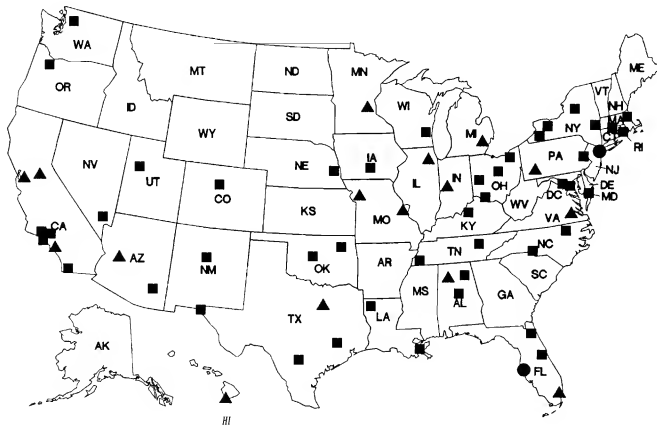 WA
MT
ND
MN
ME
OR
VT
NH
ID
WI
MA
SD
NY
MI
CT
RI
WY
IA
PA
NE
NV
NJ
UT
IL
IN
OH
DE
CO
DC
MD
WV
CA
KS
MO
VA
KY
NC
TN
AZ
NM
OK
AR
SC
MS
AL
GA
TX
LA
AK
FL
HI